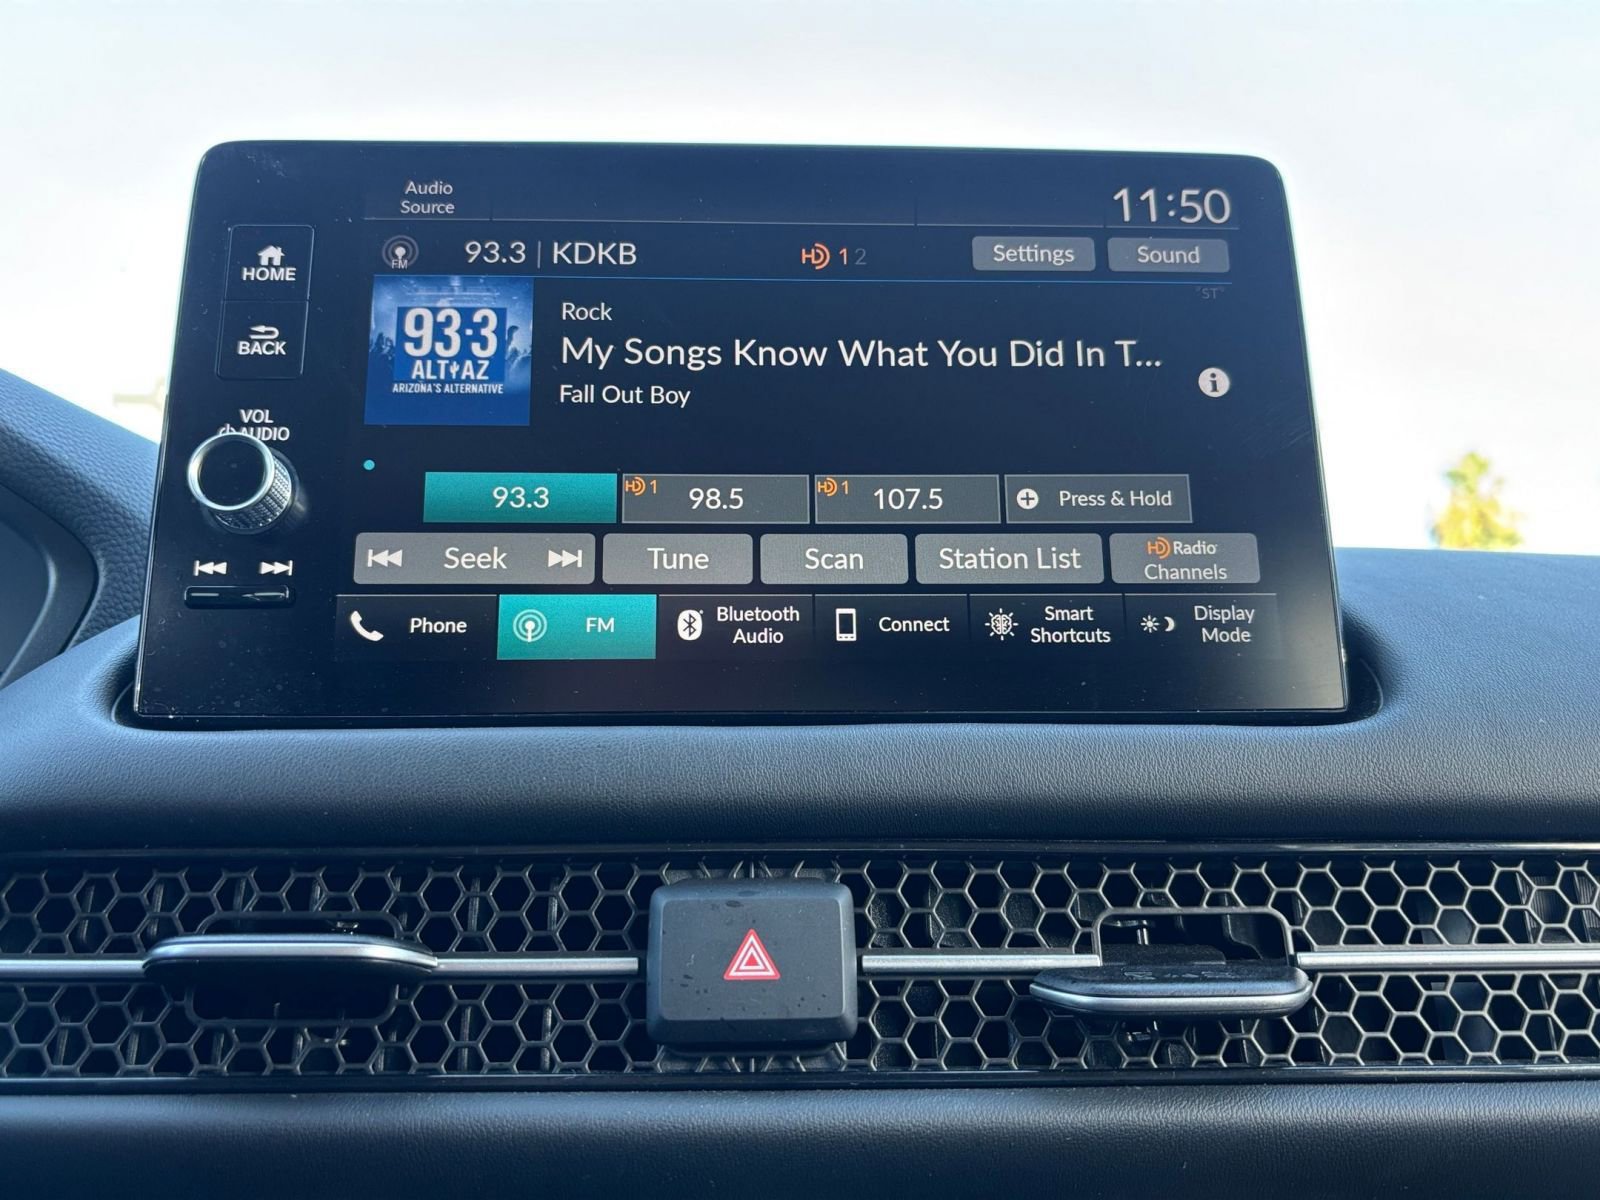 Audio
Source
11:50
HOME
BACK
VOL
AUDIO
FM
93.3 | KDKB
HD 1 2
Settings
Sound
ST
93.3
ALT AZ
ARIZONA'S ALTERNATIVE
Rock
My Songs Know What You Did In T...
Fall Out Boy
i
93.3
HD 1 98.5
HD 1 107.5
Press & Hold
Seek
Tune
Scan
Station List
HD Radio
Channels
Phone
FM
Bluetooth
Audio
Connect
Smart
Shortcuts
Display
Mode